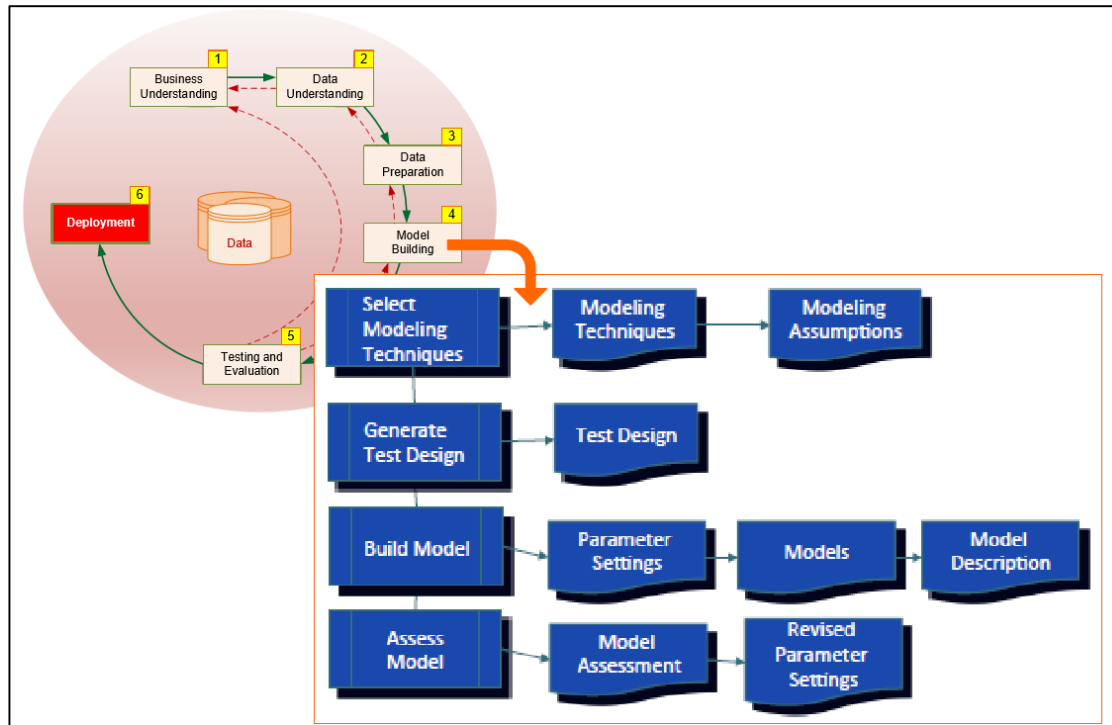 1
Business
Understanding
2
Data
Understanding
3
Data
Preparation
4
Model
Building
5
Testing and
Evaluation
6
Deployment
Data
Select
Modeling
Techniques
Modeling
Techniques
Modeling
Assumptions
Generate
Test Design
Test Design
Build Model
Parameter
Settings
Models
Model
Description
Assess
Model
Model
Assessment
Revised
Parameter
Settings